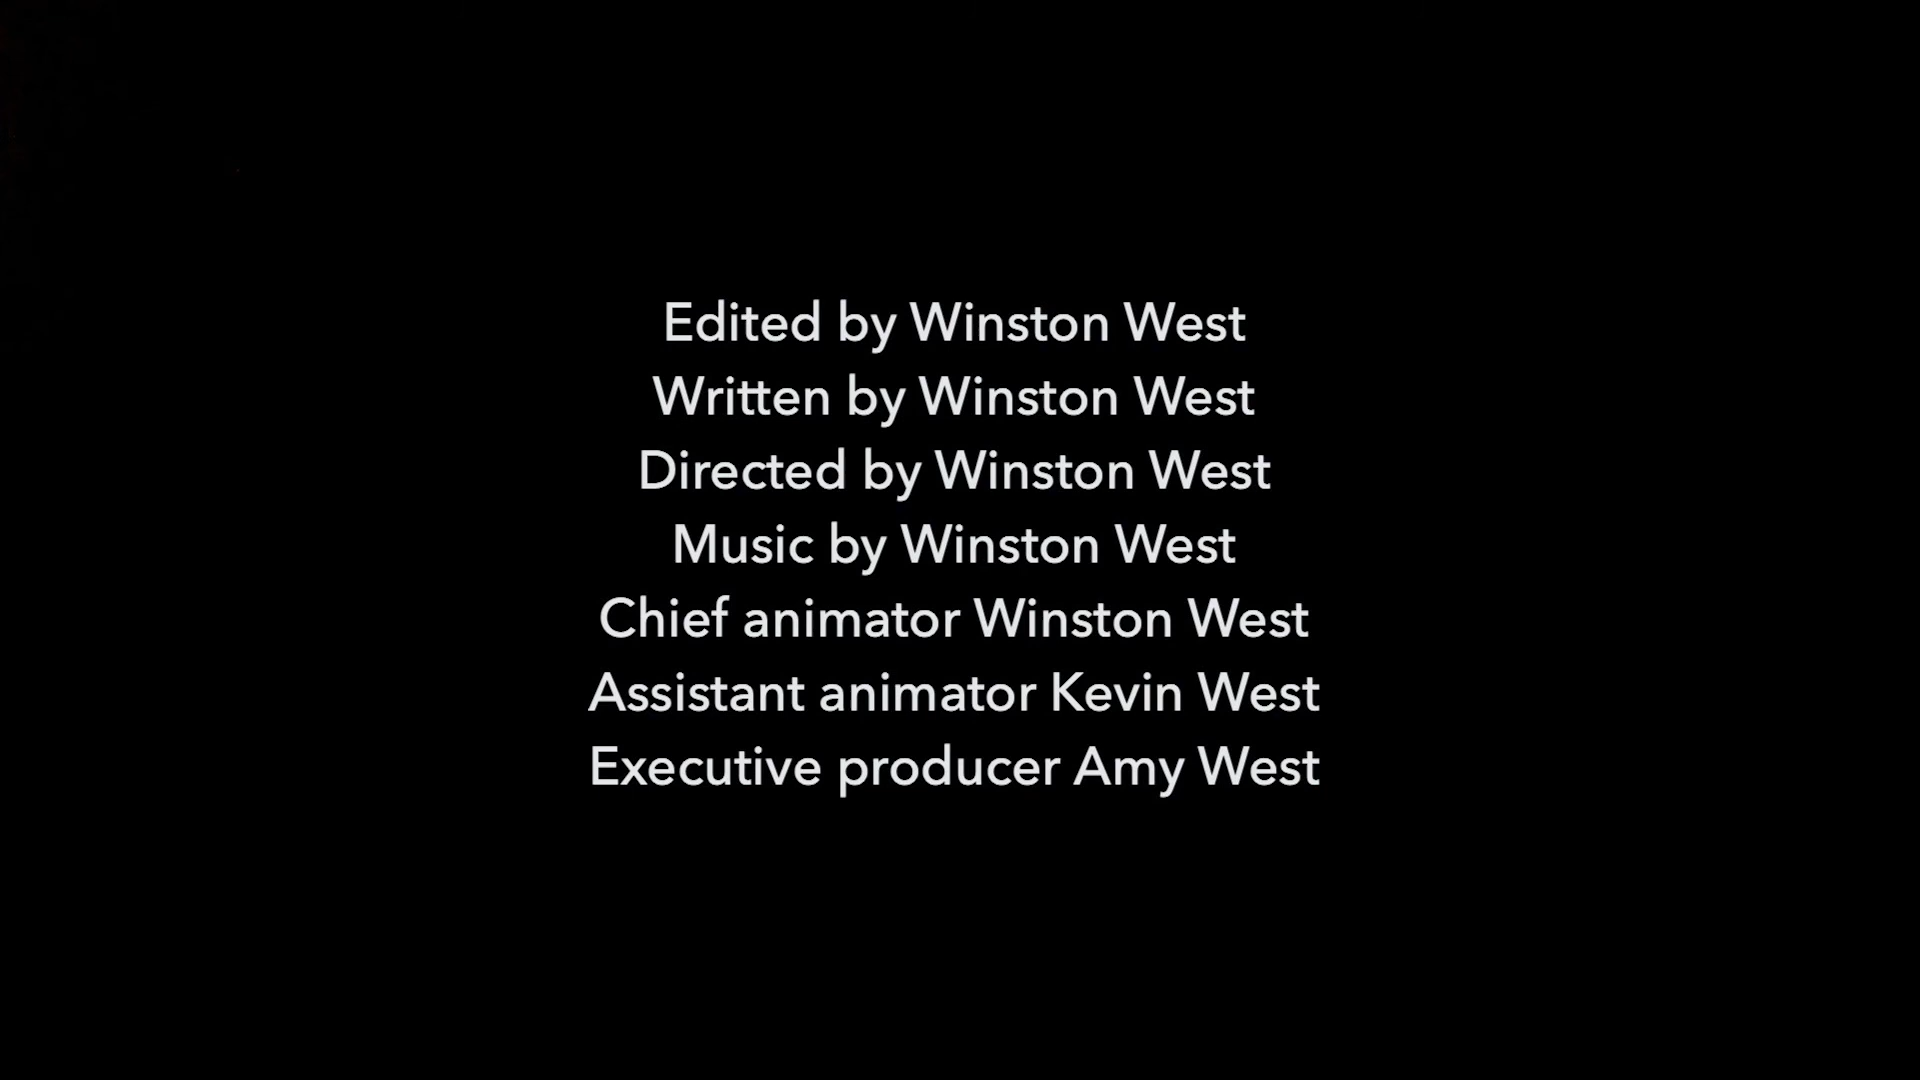 Edited by Winston West
Written by Winston West
Directed by Winston West
Music by Winston West
Chief animator Winston West
Assistant animator Kevin West
Executive producer Amy West